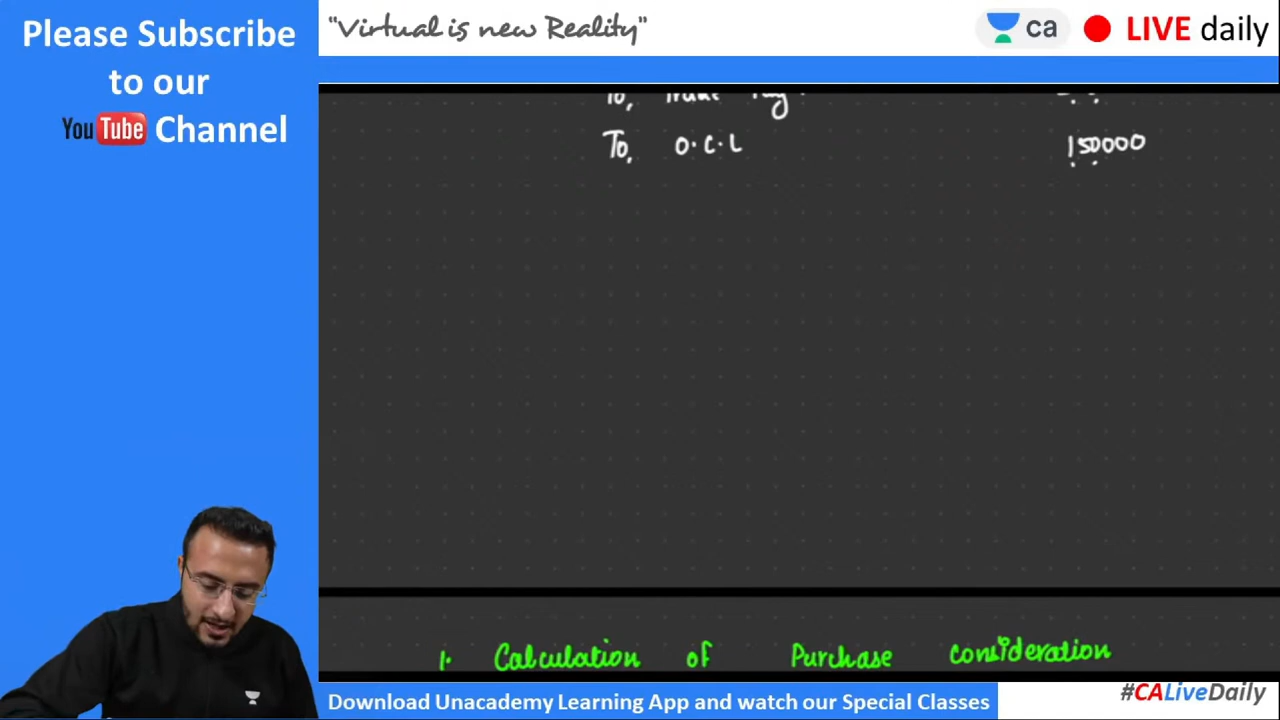 Please Subscribe
to our
YouTube Channel
"Virtual is new Reality"
ca
LIVE daily
To,
To, O.C.L 150000
1. Calculation of Purchase consideration
Download Unacademy Learning App and watch our Special Classes
#CALiveDaily